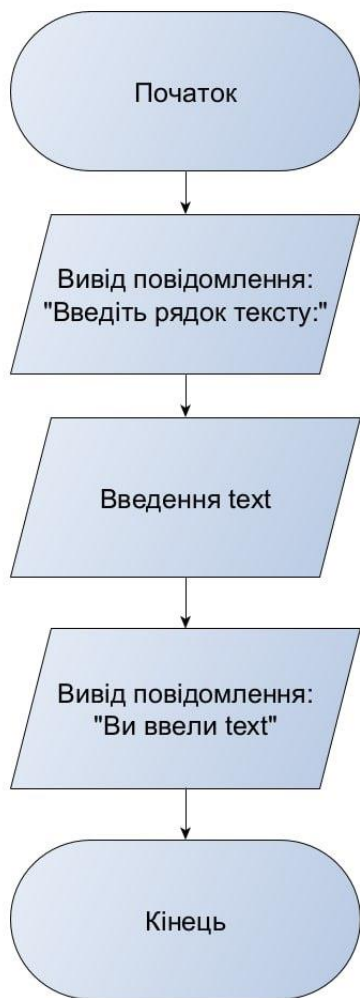 Початок
Вивід повідомлення:
"Введіть рядок тексту:"
Введення text
Вивід повідомлення:
"Ви ввели text"
Кінець